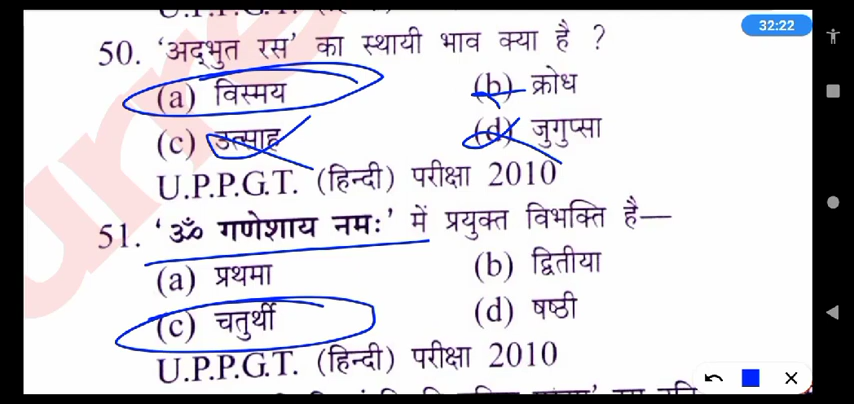 32:22
50. 'अद्भुत रस' का स्थायी भाव क्या है ?
(a) विस्मय (b) क्रोध
(c) उत्साह (d) जुगुप्सा
U.P.P.G.T. (हिन्दी) परीक्षा 2010
51. 'ॐ गणेशाय नमः' में प्रयुक्त विभक्ति है—
(a) प्रथमा (b) द्वितीया
(c) चतुर्थी (d) षष्ठी
U.P.P.G.T. (हिन्दी) परीक्षा 2010